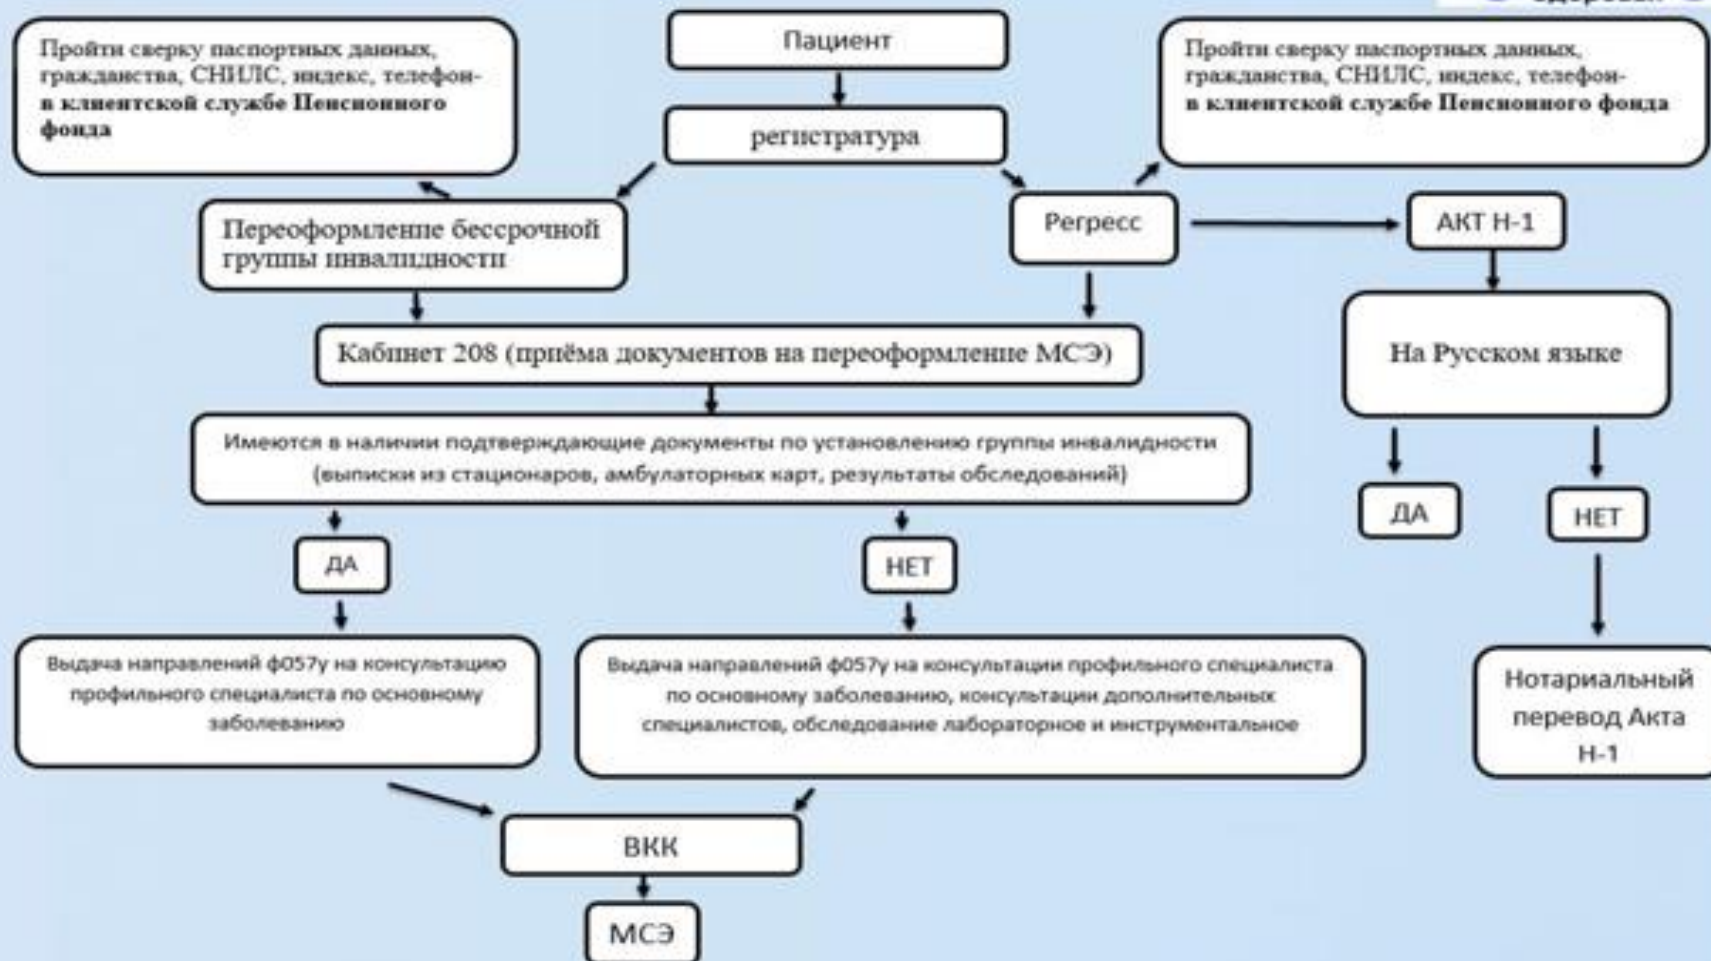 Пациент
Пройти сверку паспортных данных,
гражданства, СНИЛС, индекс, телефон-
в клиентской службе Пенсионного
фонда
Пройти сверку паспортных данных,
гражданства, СНИЛС, индекс, телефон-
в клиентской службе Пенсионного фонда
регистратура
Переоформление бессрочной
группы инвалидности
Регресс
АКТ Н-1
Кабинет 208 (приёма документов на переоформление МСЭ)
На Русском языке
Имеются в наличии подтверждающие документы по установлению группы инвалидности
(выписки из стационаров, амбулаторных карт, результаты обследований)
ДА
НЕТ
ДА
НЕТ
Выдача направлений ф057у на консультацию
профильного специалиста по основному
заболеванию
Выдача направлений ф057у на консультации профильного специалиста
по основному заболеванию, консультации дополнительных
специалистов, обследование лабораторное и инструментальное
Нотариальный
перевод Акта
Н-1
ВКК
МСЭ